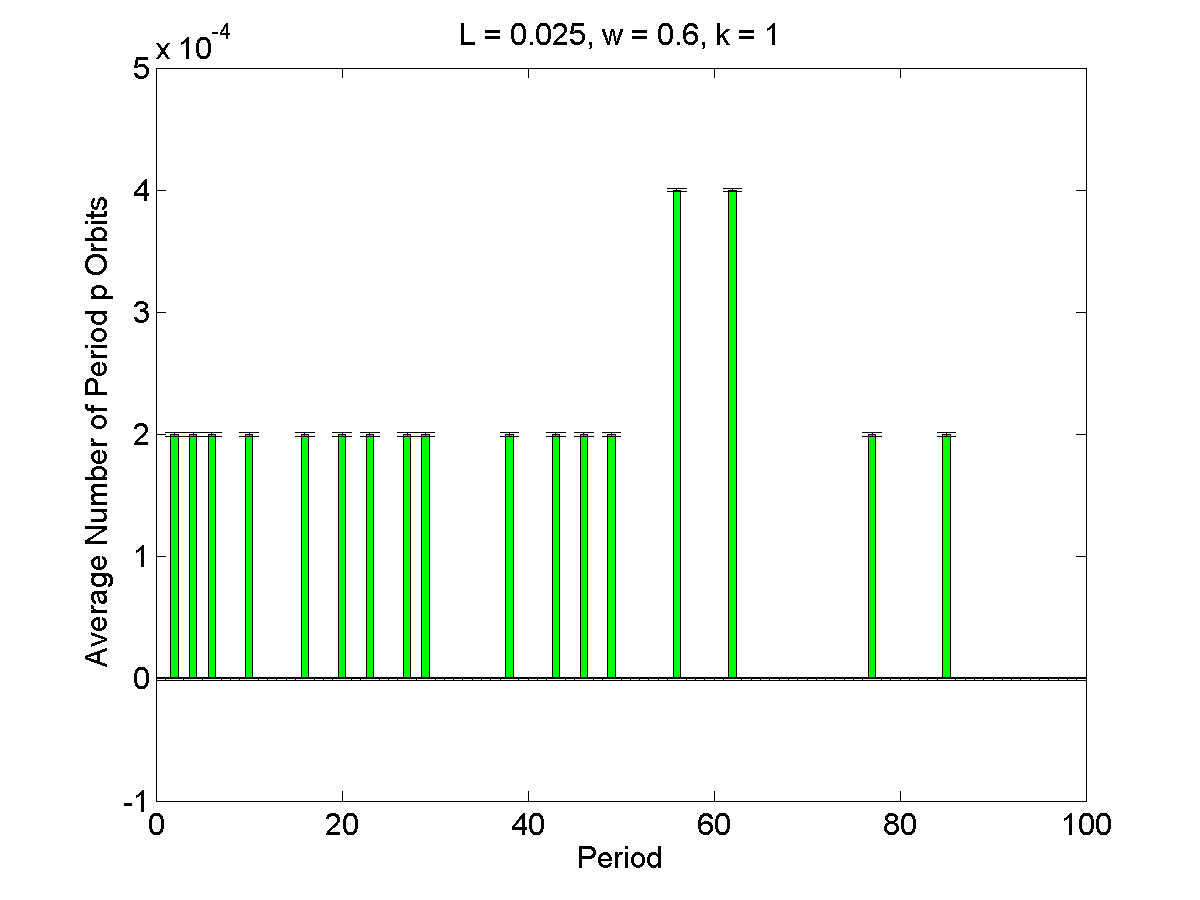 L = 0.025, w = 0.6, k = 1
x 10^-4
5
4
3
2
1
0
-1
Average Number of Period p Orbits
0 20 40 60 80 100
Period